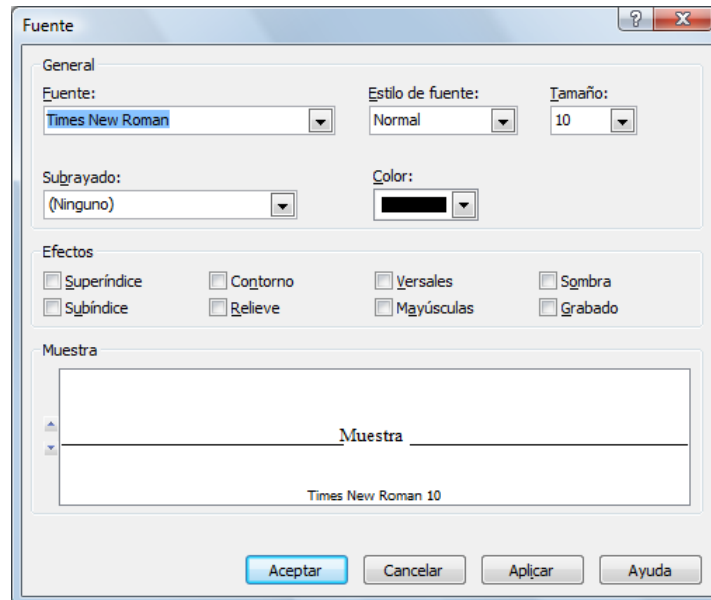 Fuente
General
Fuente: Estilo de fuente: Tamaño:
Times New Roman Normal 10
Subrayado: Color:
(Ninguno)
Efectos
Superíndice Contorno Versales Sombra
Subíndice Relieve Mayúsculas Grabado
Muestra
Muestra
Times New Roman 10
Aceptar Cancelar Aplicar Ayuda